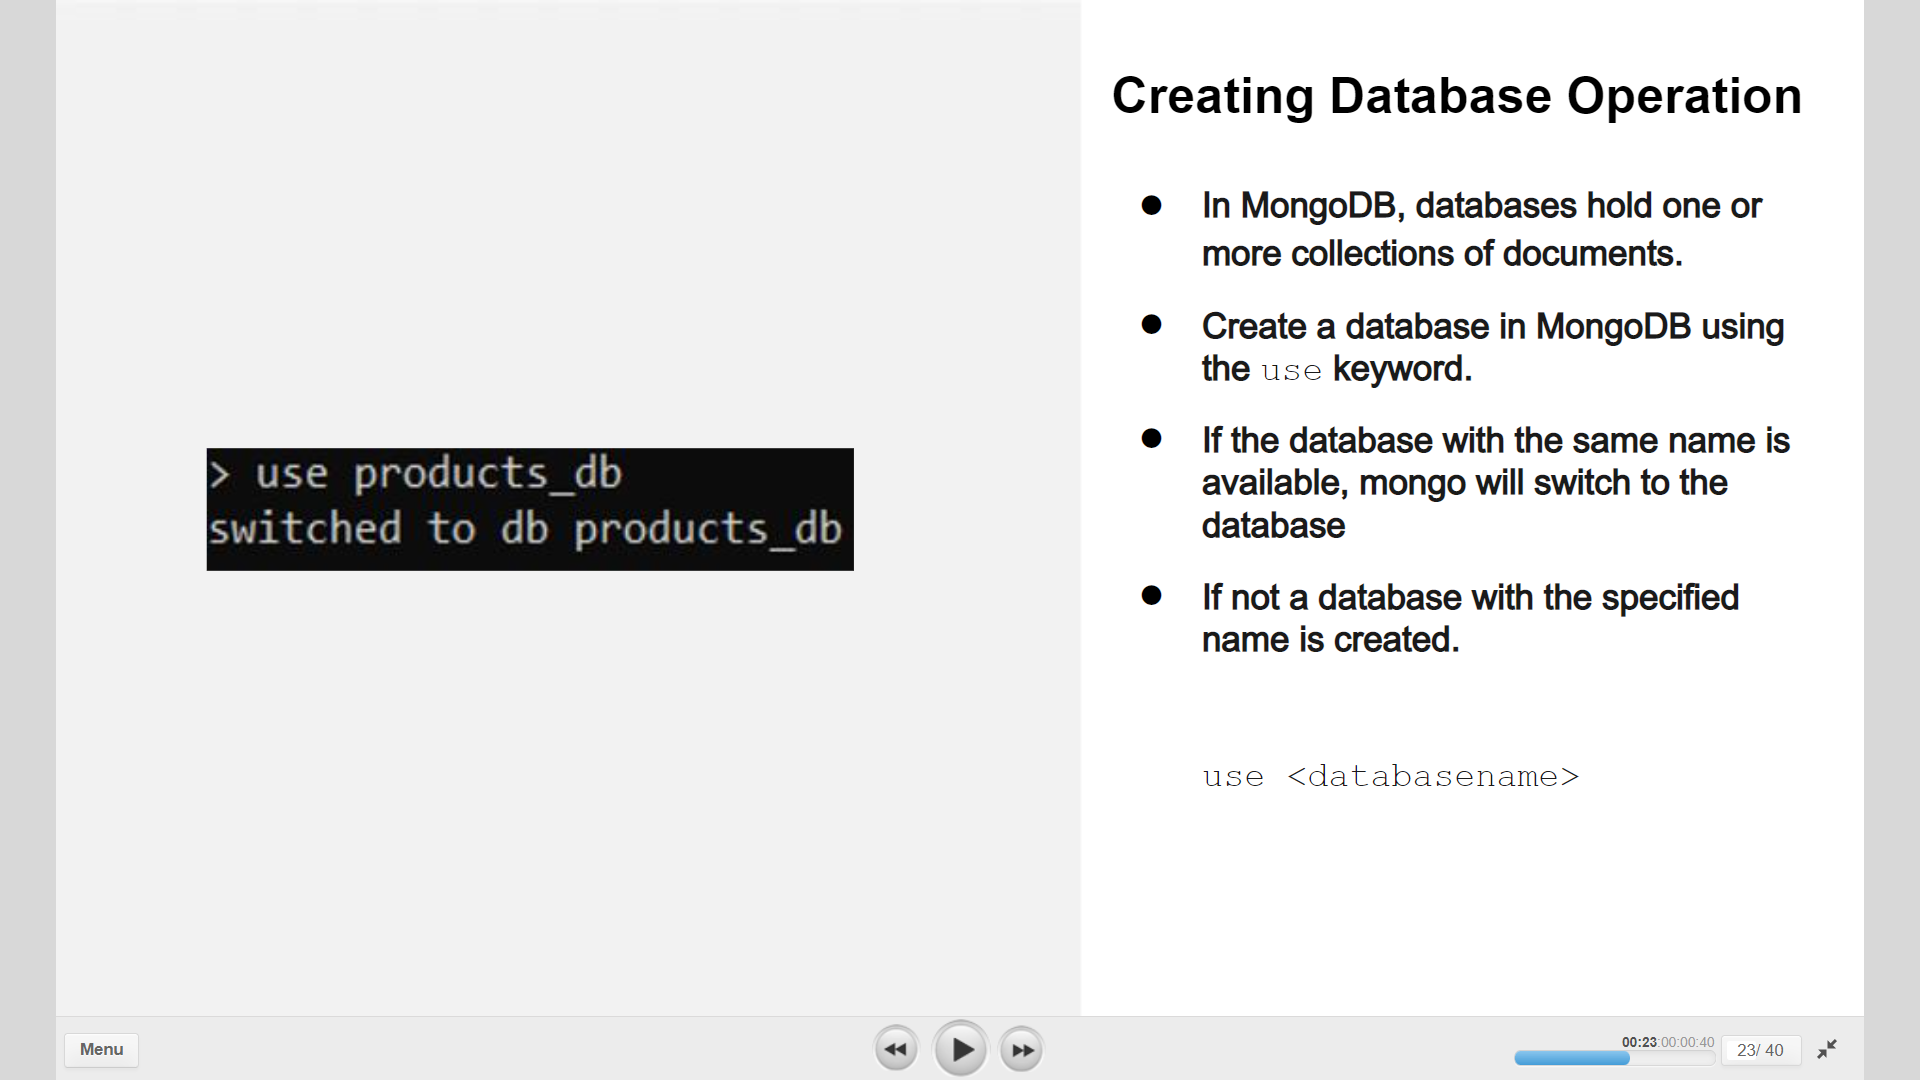 > use products_db
switched to db products_db
Creating Database Operation
● In MongoDB, databases hold one or
more collections of documents.
● Create a database in MongoDB using
the use keyword.
● If the database with the same name is
available, mongo will switch to the
database
● If not a database with the specified
name is created.
use <databasename>
Menu
00:23:00:00:40
23/ 40